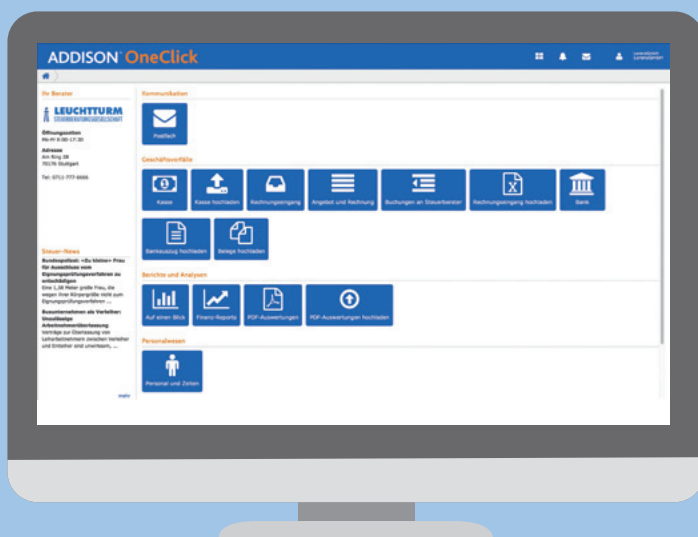 ADDISON OneClick
Ihr Berater
LEUCHTTURM
STEUERBERATUNGSGESELLSCHAFT
Öffnungszeiten
Mo-Fr 8:00-17:30
Adresse
Am Ring 28
70176 Stuttgart
Tel: 0711-777-6666
Steuer-News
Bundespolizei: «Zu kleine» Frau
für Ausschluss vom
Eignungsprüfungsverfahren zu
entschädigen
Eine 1,58 Meter große Frau, die
wegen ihrer Körpergröße nicht zum
Eignungsprüfungsverfahren ...
Busunternehmen als Verleiher:
Unzulässige
Arbeitnehmerüberlassung
Verträge zur Überlassung von
Leiharbeitnehmern zwischen Verleiher
und Entleiher sind unwirksam, ...
mehr
Kommunikation
Postfach
Geschäftsvorfälle
Kasse
Kasse hochladen
Rechnungseingang
Angebot und Rechnung
Buchungen an Steuerberater
Rechnungseingang hochladen
Bank
Bankauszug hochladen
Belege hochladen
Berichte und Analysen
Auf einen Blick
Finanz-Reports
PDF-Auswertungen
PDF-Auswertungen hochladen
Personalwesen
Personal und Zeiten